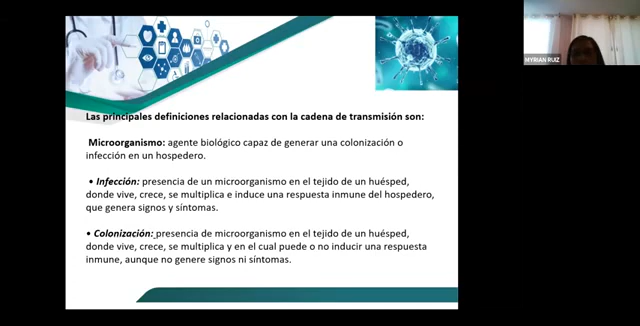 Las principales definiciones relacionadas con la cadena de transmisión son:
Microorganismo: agente biológico capaz de generar una colonización o
infección en un hospedero.
• Infección: presencia de un microorganismo en el tejido de un huésped,
donde vive, crece, se multiplica e induce una respuesta inmune del hospedero,
que genera signos y síntomas.
• Colonización: presencia de microorganismo en el tejido de un huésped,
donde vive, crece, se multiplica y en el cual puede o no inducir una respuesta
inmune, aunque no genere signos ni síntomas.
MYRIAN RUIZ